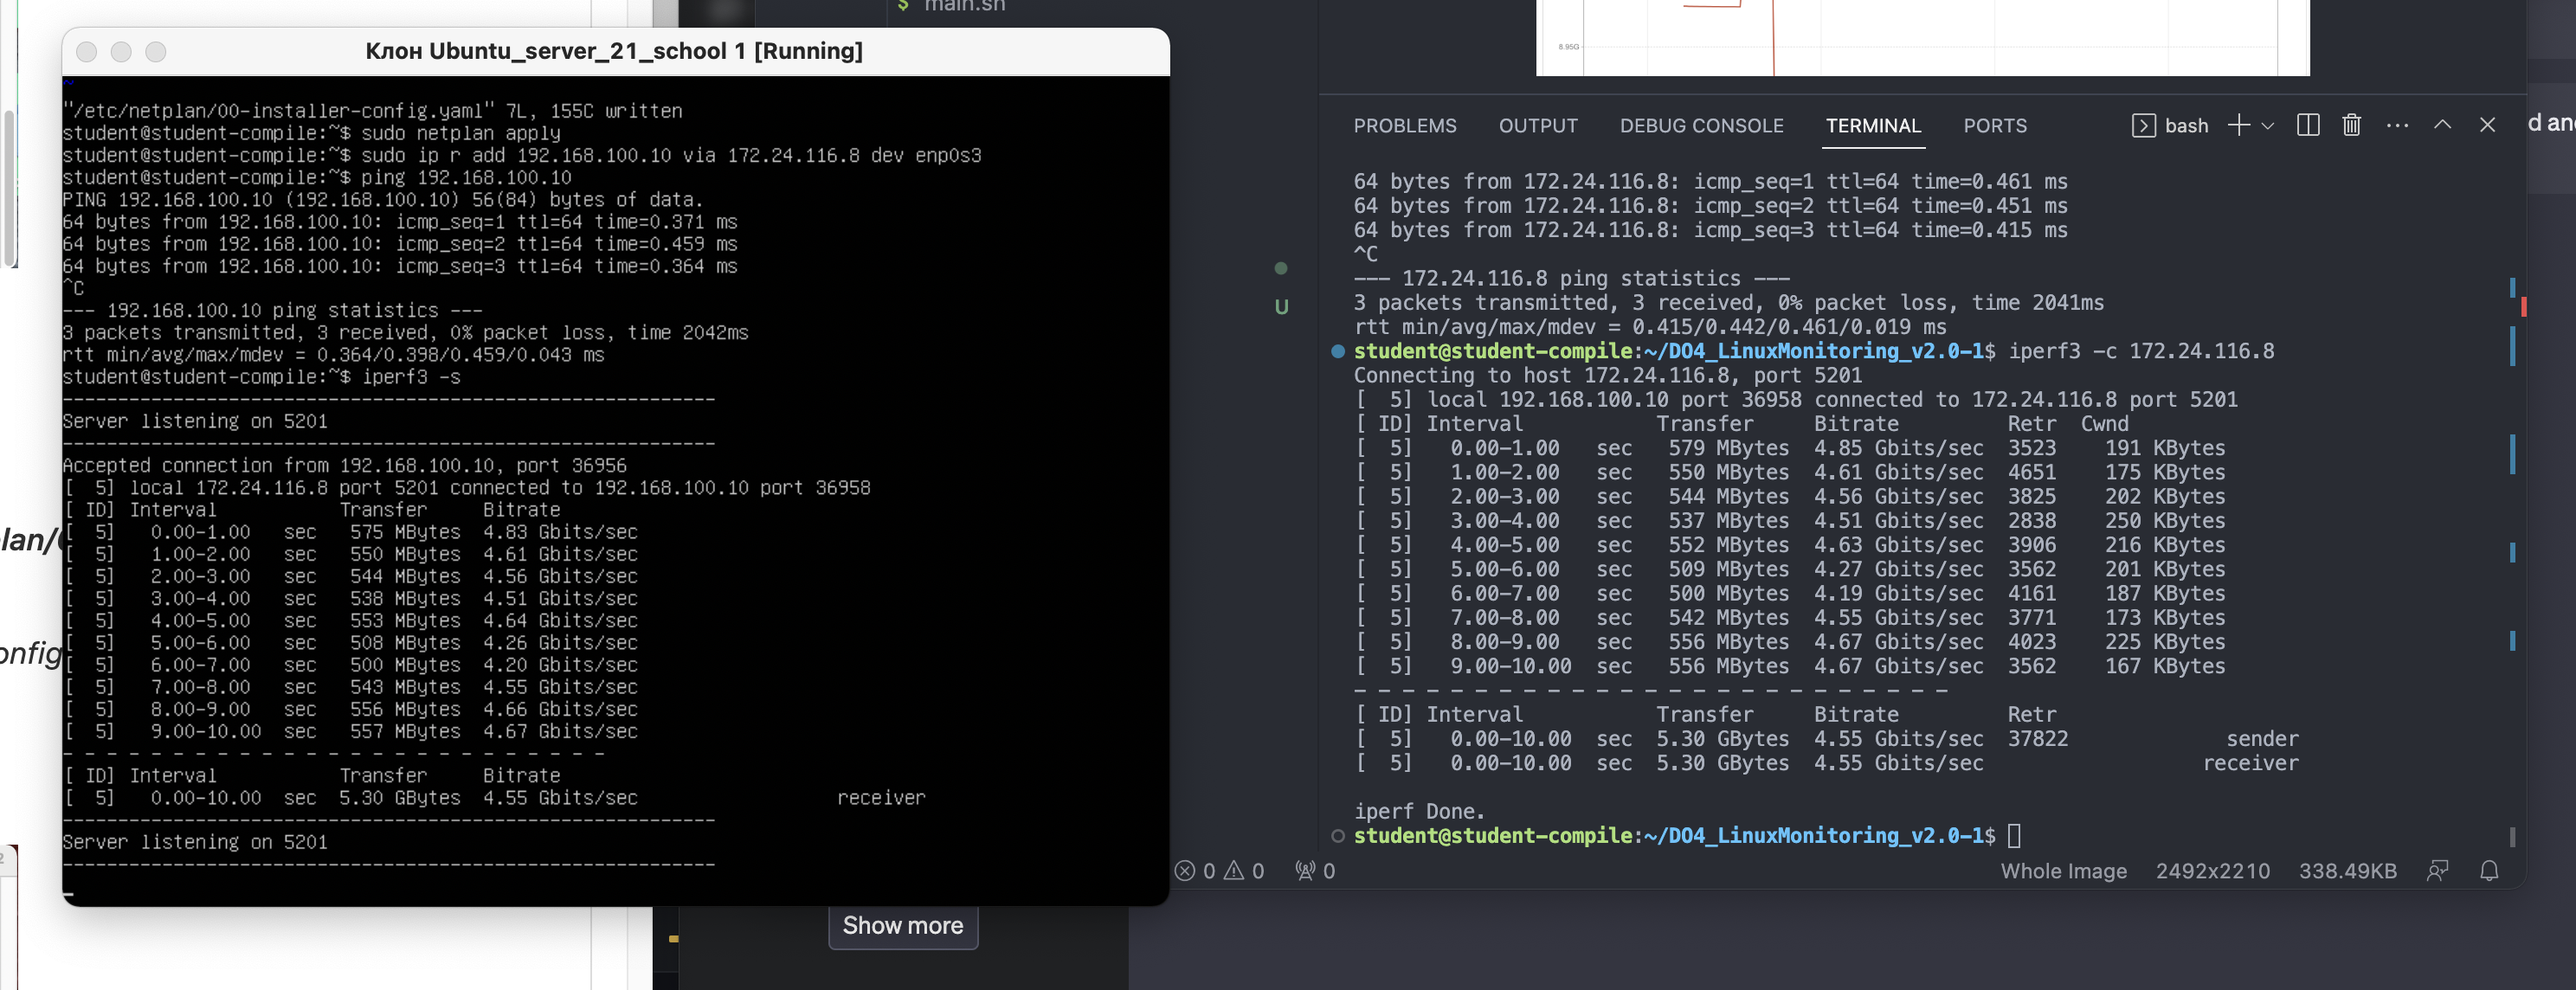 $ main.sh
8.95G
Клон Ubuntu_server_21_school 1 [Running]
~
"/etc/netplan/00-installer-config.yaml" 7L, 155C written
student@student-compile:~$ sudo netplan apply
student@student-compile:~$ sudo ip r add 192.168.100.10 via 172.24.116.8 dev enp0s3
student@student-compile:~$ ping 192.168.100.10
PING 192.168.100.10 (192.168.100.10) 56(84) bytes of data.
64 bytes from 192.168.100.10: icmp_seq=1 ttl=64 time=0.371 ms
64 bytes from 192.168.100.10: icmp_seq=2 ttl=64 time=0.459 ms
64 bytes from 192.168.100.10: icmp_seq=3 ttl=64 time=0.364 ms
^C
--- 192.168.100.10 ping statistics ---
3 packets transmitted, 3 received, 0% packet loss, time 2042ms
rtt min/avg/max/mdev = 0.364/0.398/0.459/0.043 ms
student@student-compile:~$ iperf3 -s
-----------------------------------------------------------
Server listening on 5201
-----------------------------------------------------------
Accepted connection from 192.168.100.10, port 36956
[  5] local 172.24.116.8 port 5201 connected to 192.168.100.10 port 36958
[ ID] Interval           Transfer     Bitrate
[  5]   0.00-1.00   sec   575 MBytes  4.83 Gbits/sec
[  5]   1.00-2.00   sec   550 MBytes  4.61 Gbits/sec
[  5]   2.00-3.00   sec   544 MBytes  4.56 Gbits/sec
[  5]   3.00-4.00   sec   538 MBytes  4.51 Gbits/sec
[  5]   4.00-5.00   sec   553 MBytes  4.64 Gbits/sec
[  5]   5.00-6.00   sec   508 MBytes  4.26 Gbits/sec
[  5]   6.00-7.00   sec   500 MBytes  4.20 Gbits/sec
[  5]   7.00-8.00   sec   543 MBytes  4.55 Gbits/sec
[  5]   8.00-9.00   sec   556 MBytes  4.66 Gbits/sec
[  5]   9.00-10.00  sec   557 MBytes  4.67 Gbits/sec
- - - - - - - - - - - - - - - - - - - - - - - - -
[ ID] Interval           Transfer     Bitrate
[  5]   0.00-10.00  sec  5.30 GBytes  4.55 Gbits/sec                  receiver
-----------------------------------------------------------
Server listening on 5201
-----------------------------------------------------------
PROBLEMS OUTPUT DEBUG CONSOLE TERMINAL PORTS bash
64 bytes from 172.24.116.8: icmp_seq=1 ttl=64 time=0.461 ms
64 bytes from 172.24.116.8: icmp_seq=2 ttl=64 time=0.451 ms
64 bytes from 172.24.116.8: icmp_seq=3 ttl=64 time=0.415 ms
^C
--- 172.24.116.8 ping statistics ---
3 packets transmitted, 3 received, 0% packet loss, time 2041ms
rtt min/avg/max/mdev = 0.415/0.442/0.461/0.019 ms
student@student-compile:~/DO4_LinuxMonitoring_v2.0-1$ iperf3 -c 172.24.116.8
Connecting to host 172.24.116.8, port 5201
[  5] local 192.168.100.10 port 36958 connected to 172.24.116.8 port 5201
[ ID] Interval           Transfer     Bitrate         Retr  Cwnd
[  5]   0.00-1.00   sec   579 MBytes  4.85 Gbits/sec  3523    191 KBytes
[  5]   1.00-2.00   sec   550 MBytes  4.61 Gbits/sec  4651    175 KBytes
[  5]   2.00-3.00   sec   544 MBytes  4.56 Gbits/sec  3825    202 KBytes
[  5]   3.00-4.00   sec   537 MBytes  4.51 Gbits/sec  2838    250 KBytes
[  5]   4.00-5.00   sec   552 MBytes  4.63 Gbits/sec  3906    216 KBytes
[  5]   5.00-6.00   sec   509 MBytes  4.27 Gbits/sec  3562    201 KBytes
[  5]   6.00-7.00   sec   500 MBytes  4.19 Gbits/sec  4161    187 KBytes
[  5]   7.00-8.00   sec   542 MBytes  4.55 Gbits/sec  3771    173 KBytes
[  5]   8.00-9.00   sec   556 MBytes  4.67 Gbits/sec  4023    225 KBytes
[  5]   9.00-10.00  sec   556 MBytes  4.67 Gbits/sec  3562    167 KBytes
- - - - - - - - - - - - - - - - - - - - - - - - -
[ ID] Interval           Transfer     Bitrate         Retr
[  5]   0.00-10.00  sec  5.30 GBytes  4.55 Gbits/sec  37822             sender
[  5]   0.00-10.00  sec  5.30 GBytes  4.55 Gbits/sec                  receiver
iperf Done.
student@student-compile:~/DO4_LinuxMonitoring_v2.0-1$
U
0 0 0 Whole Image 2492x2210 338.49KB
Show more
lan/
onfig
d an
2